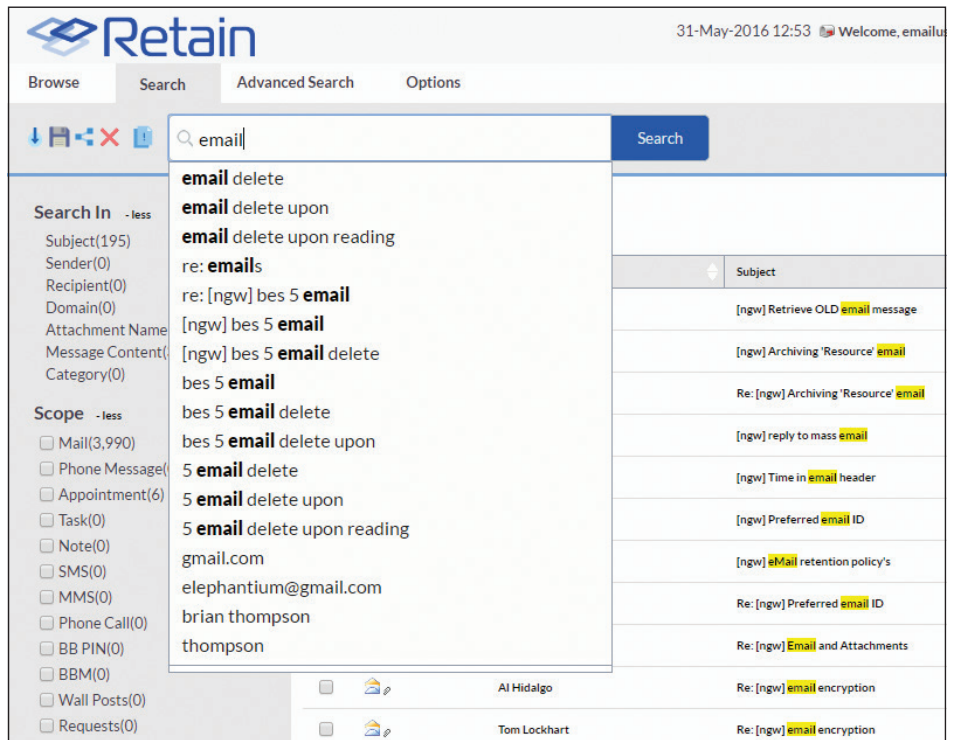 Retain
31-May-2016 12:53 Welcome, emailus
Browse Search Advanced Search Options
email
Search
email delete
email delete upon
email delete upon reading
re: emails
re: [ngw] bes 5 email
[ngw] bes 5 email
[ngw] bes 5 email delete
bes 5 email
bes 5 email delete
bes 5 email delete upon
5 email delete
5 email delete upon
5 email delete upon reading
gmail.com
elephantium@gmail.com
brian thompson
thompson
Search In - less
Subject(195)
Sender(0)
Recipient(0)
Domain(0)
Attachment Name
Message Content(
Category(0)
Scope - less
Mail(3,990)
Phone Message(
Appointment(6)
Task(0)
Note(0)
SMS(0)
MMS(0)
Phone Call(0)
BB PIN(0)
BBM(0)
Wall Posts(0)
Requests(0)
Subject
[ngw] Retrieve OLD email message
[ngw] Archiving 'Resource' email
Re: [ngw] Archiving 'Resource' email
[ngw] reply to mass email
[ngw] Time in email header
[ngw] Preferred email ID
[ngw] eMail retention policy's
Re: [ngw] Preferred email ID
Re: [ngw] Email and Attachments
Al Hidalgo Re: [ngw] email encryption
Tom Lockhart Re: [ngw] email encryption